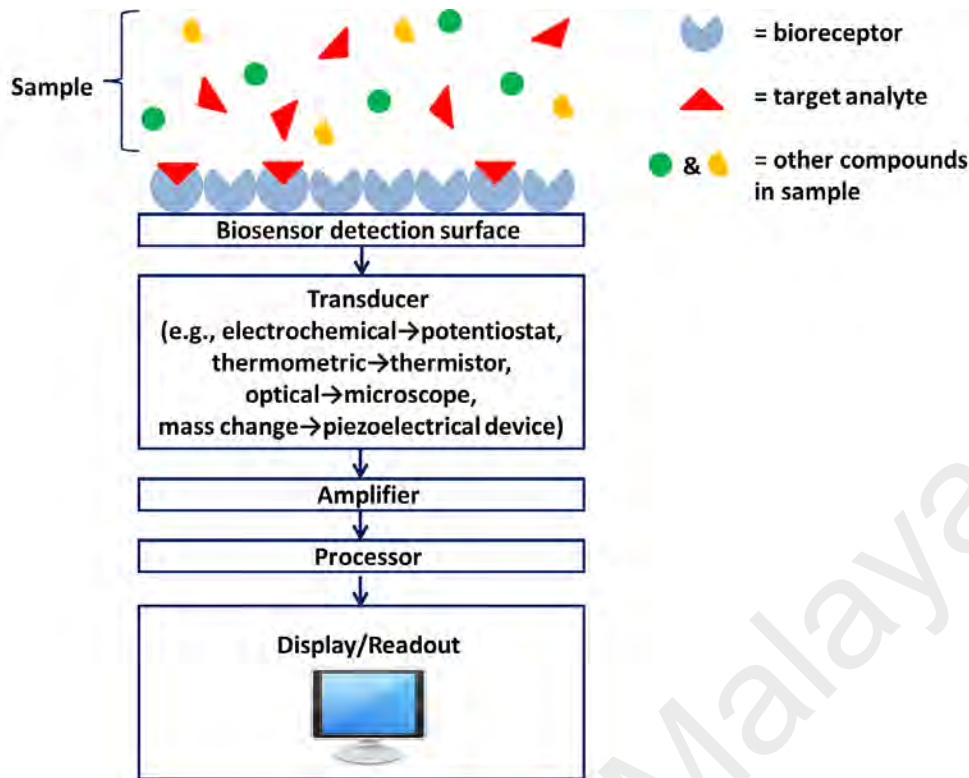 Sample
= bioreceptor
= target analyte
& = other compounds
in sample
Biosensor detection surface
Transducer
(e.g., electrochemical→potentiostat,
thermometric→thermistor,
optical→microscope,
mass change→piezoelectrical device)
Amplifier
Processor
Display/Readout
Malaya